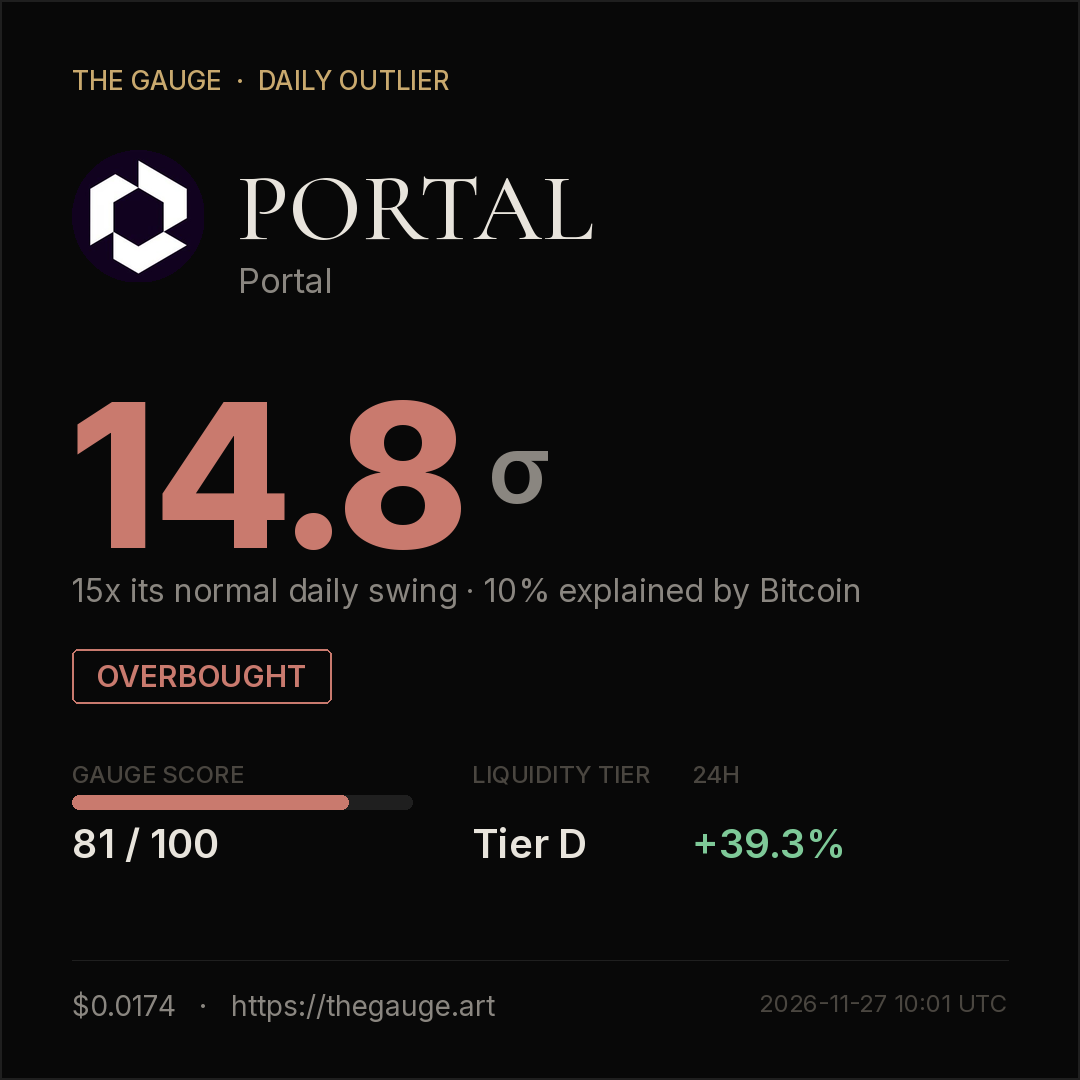 THE GAUGE · DAILY OUTLIER
PORTAL
Portal
14.8 σ
15x its normal daily swing · 10% explained by Bitcoin
OVERBOUGHT
GAUGE SCORE LIQUIDITY TIER 24H
81 / 100 Tier D +39.3%
$0.0174 · https://thegauge.art 2026-11-27 10:01 UTC